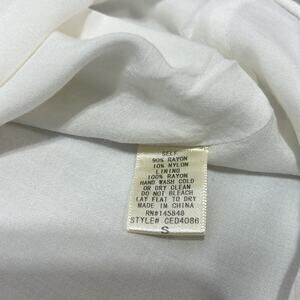 SELF
90% RAYON
10% NYLON
LINING
100% RAYON
HAND WASH COLD
OR DRY CLEAN
DO NOT BLEACH
LAY FLAT TO DRY
MADE IN CHINA
RN#145848
STYLE# CED4086
S